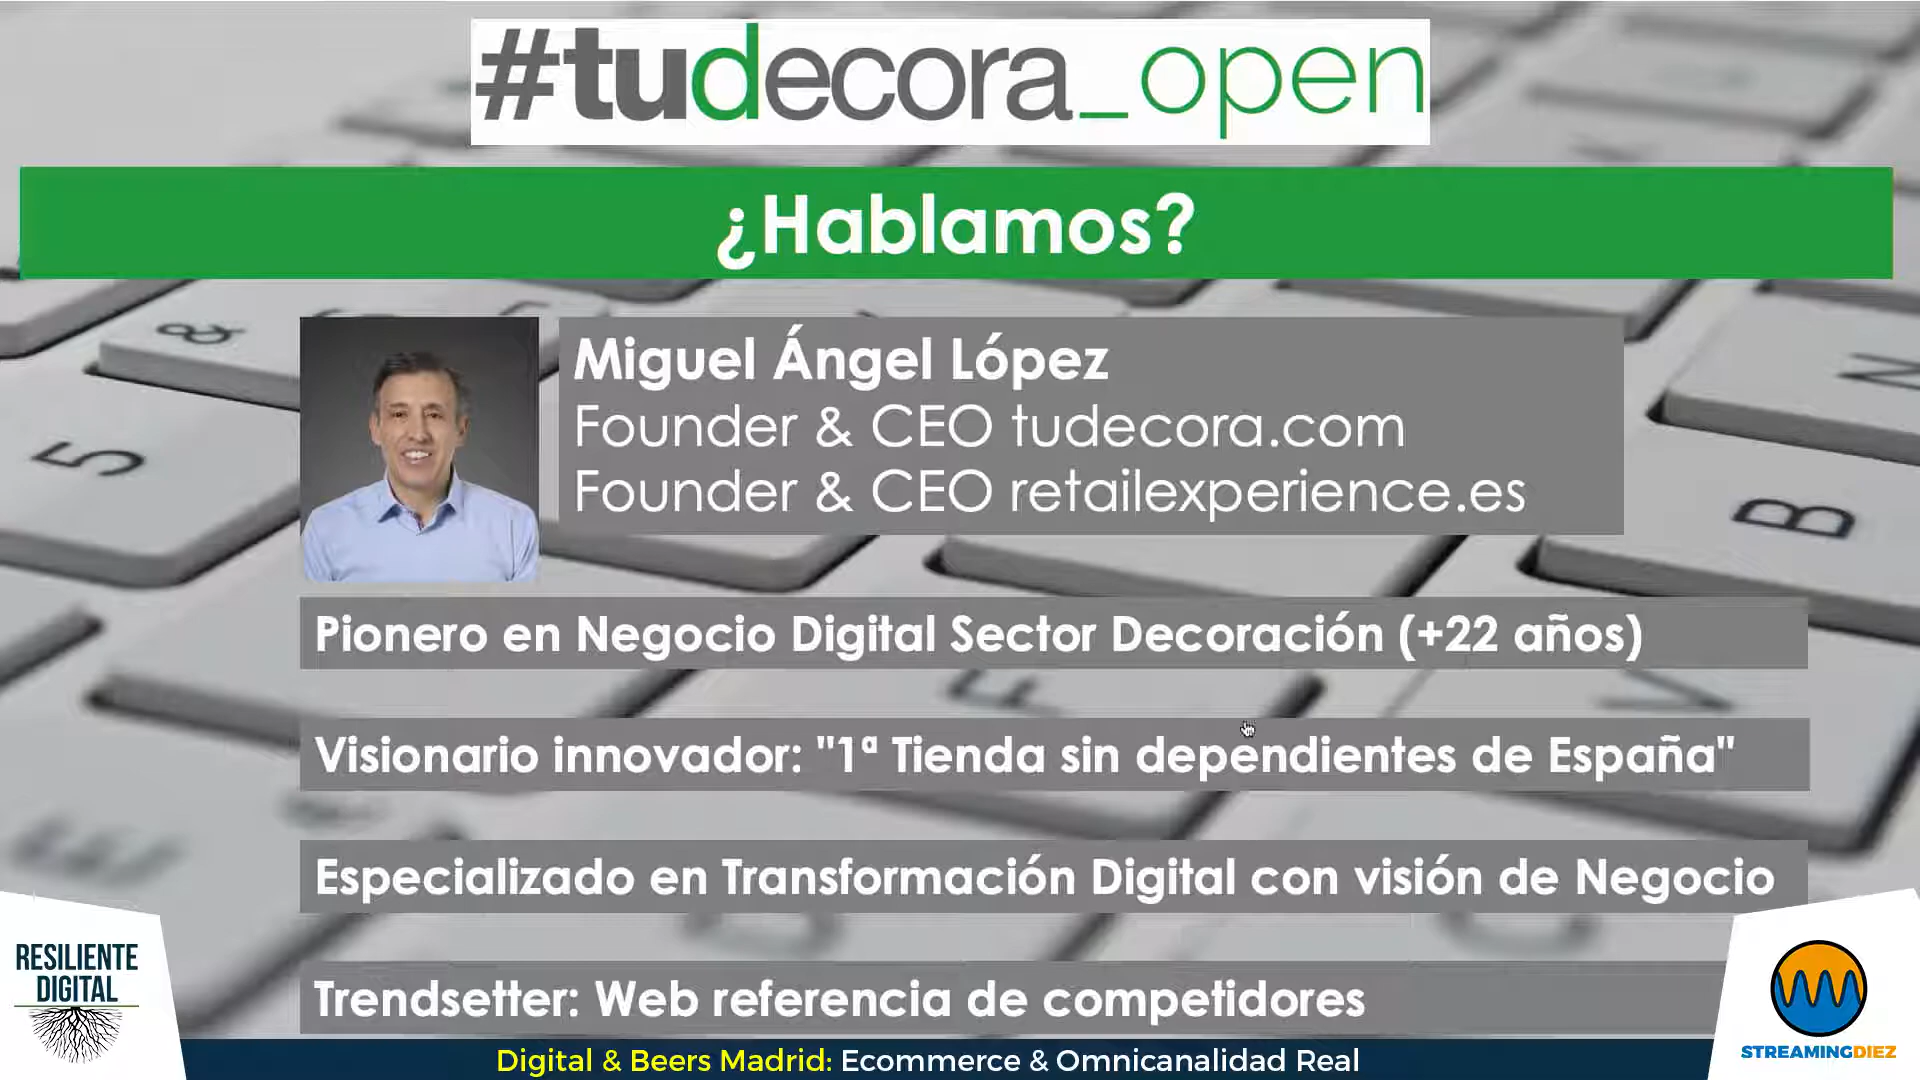 #tudecora_open
¿Hablamos?
Miguel Ángel López
Founder & CEO tudecora.com
Founder & CEO retailexperience.es
Pionero en Negocio Digital Sector Decoración (+22 años)
Visionario innovador: "1ª Tienda sin dependientes de España"
Especializado en Transformación Digital con visión de Negocio
Trendsetter: Web referencia de competidores
RESILIENTE
DIGITAL
STREAMINGDIEZ
Digital & Beers Madrid: Ecommerce & Omnicanalidad Real
&
5
N
B
F
V